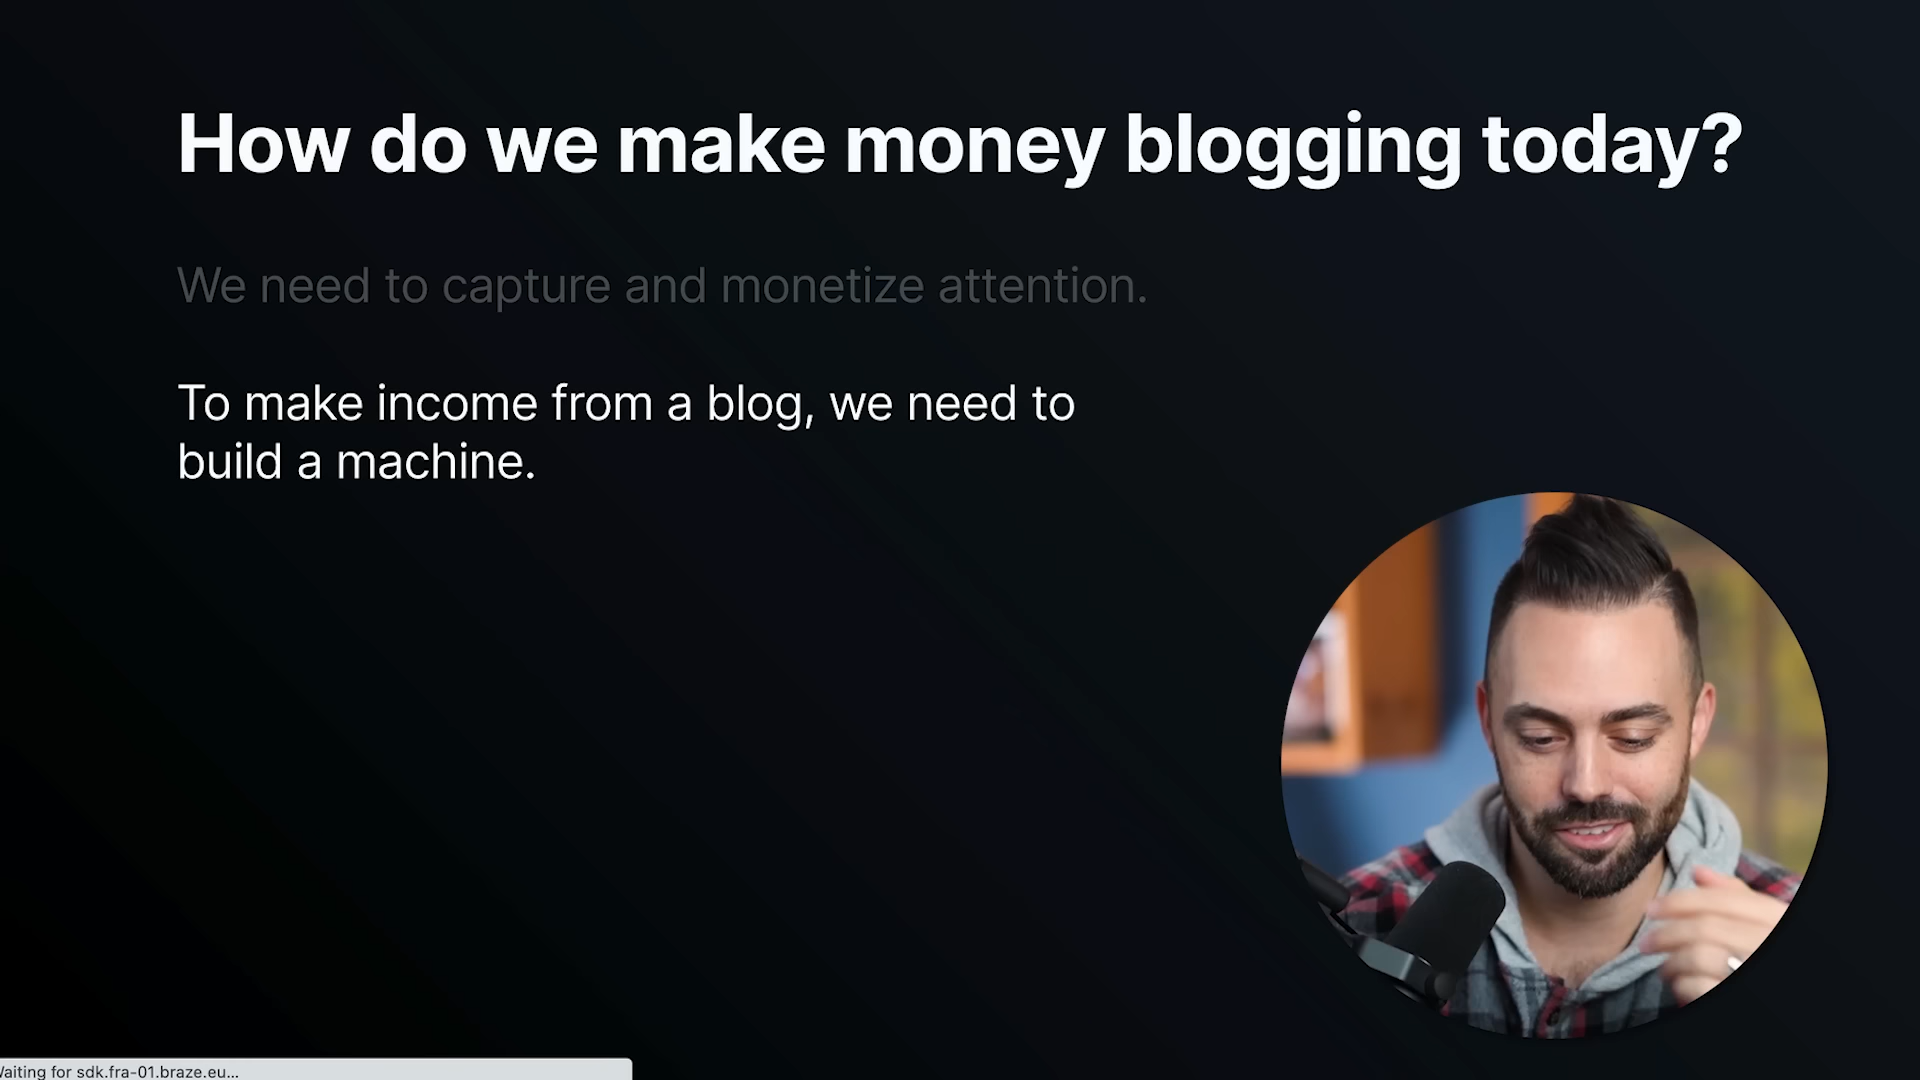 How do we make money blogging today?
We need to capture and monetize attention.
To make income from a blog, we need to
build a machine.
Waiting for sdk.fra-01.braze.eu...